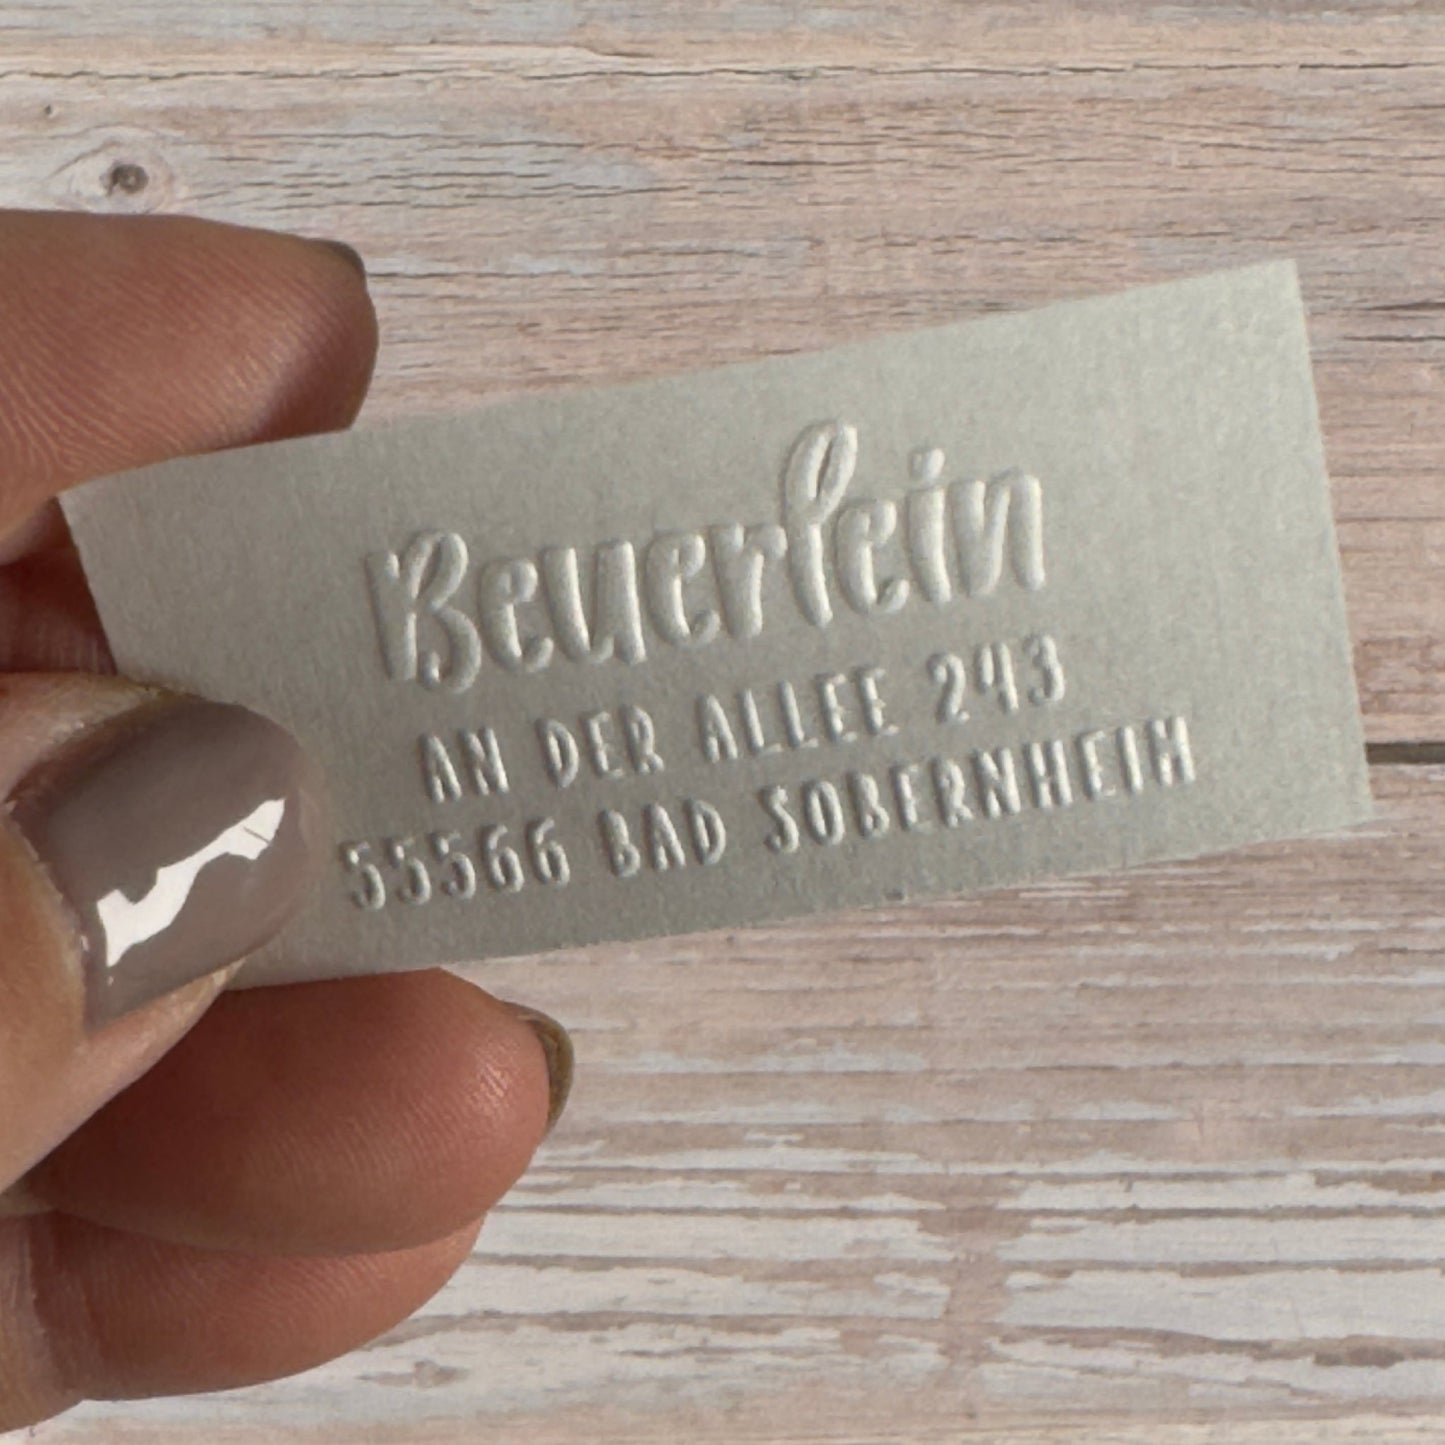 Beuerlein
AN DER ALLEE 243
55566 BAD SOBERNHEIM